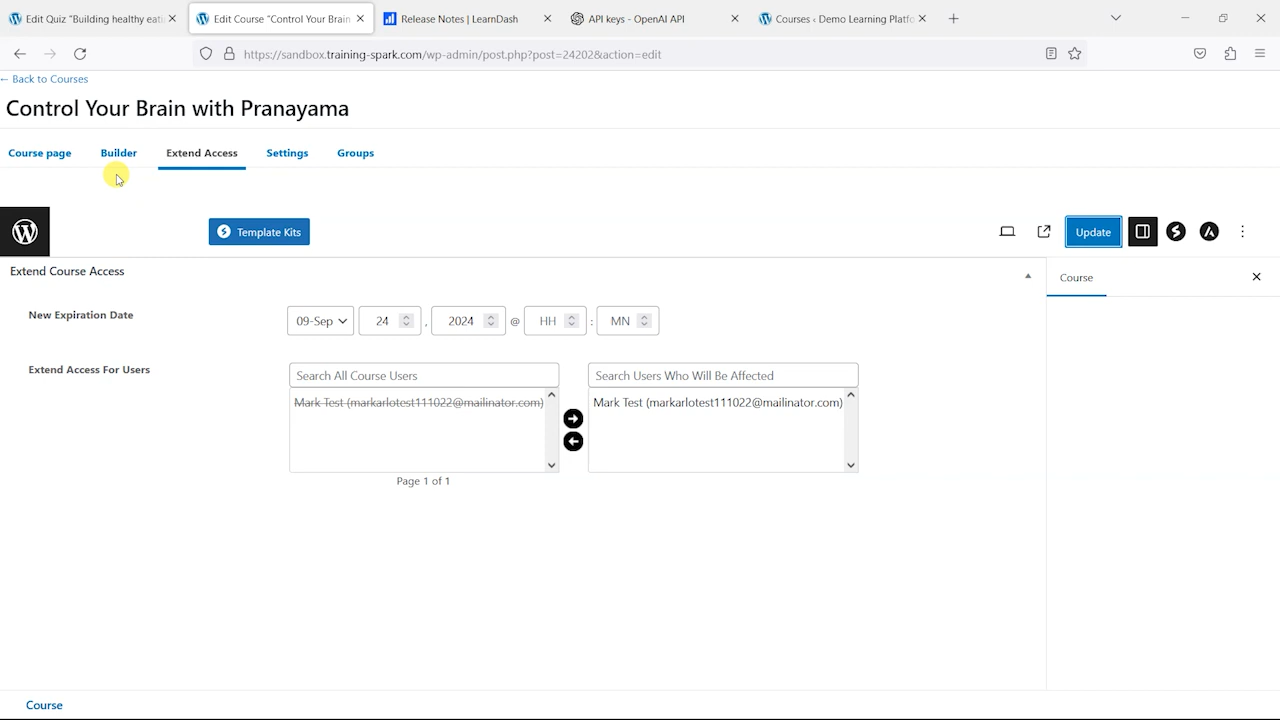 Edit Quiz "Building healthy eati
Edit Course "Control Your Brain
Release Notes | LearnDash
API keys - OpenAI API
Courses ‹ Demo Learning Platfo
https://sandbox.training-spark.com/wp-admin/post.php?post=24202&action=edit
← Back to Courses
Control Your Brain with Pranayama
Course page
Builder
Extend Access
Settings
Groups
Template Kits
Update
Extend Course Access
Course
New Expiration Date
09-Sep 24 , 2024 @ HH : MN
Extend Access For Users
Search All Course Users
Search Users Who Will Be Affected
Mark Test (markarlotest111022@mailinator.com)
Mark Test (markarlotest111022@mailinator.com)
Page 1 of 1
Course